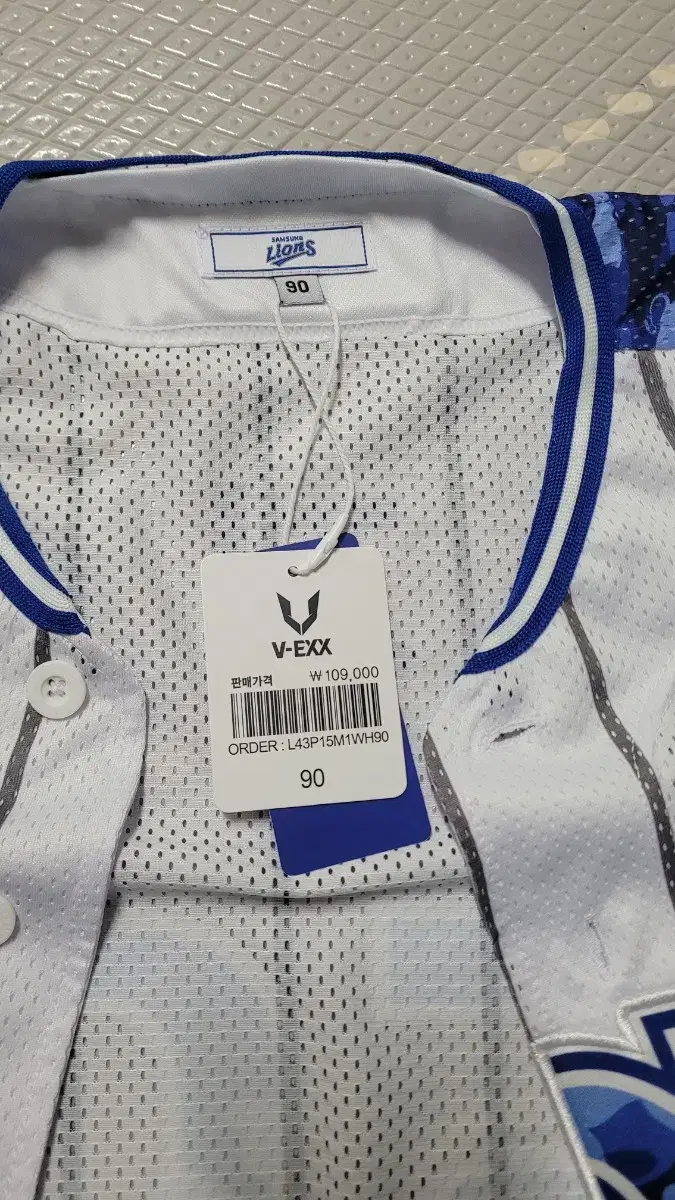 SAMSUNG
Lions
90
V-EXX
판매가격 ₩109,000
ORDER : L43P15M1WH90
90